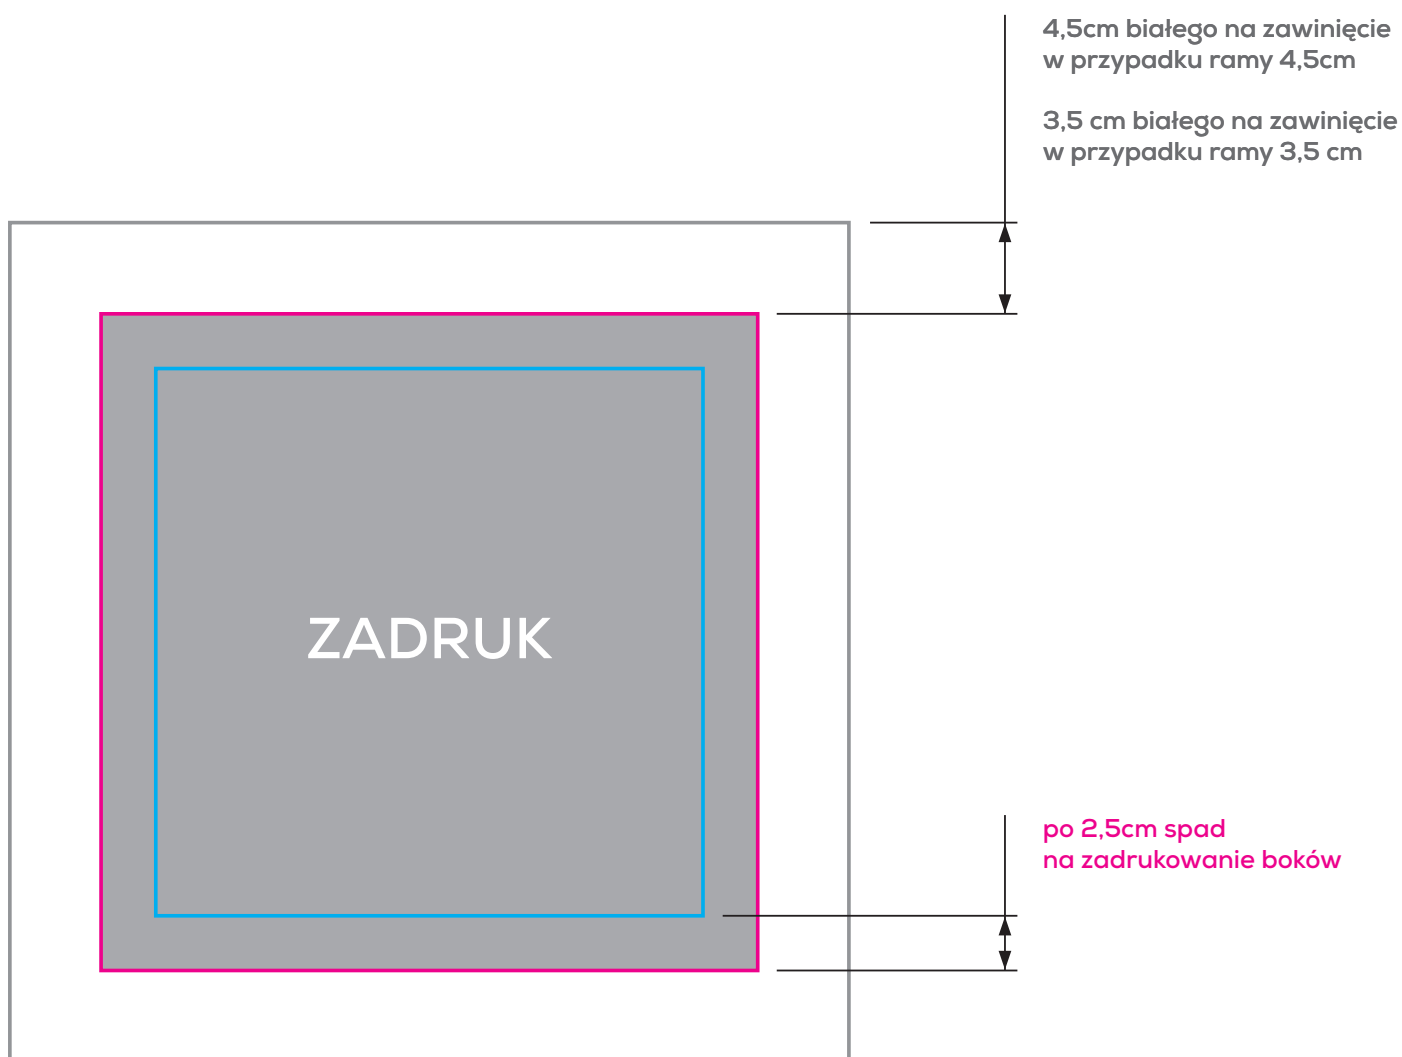 4,5cm białego na zawinięcie
w przypadku ramy 4,5cm
3,5 cm białego na zawinięcie
w przypadku ramy 3,5 cm
ZADRUK
po 2,5cm spad
na zadrukowanie boków